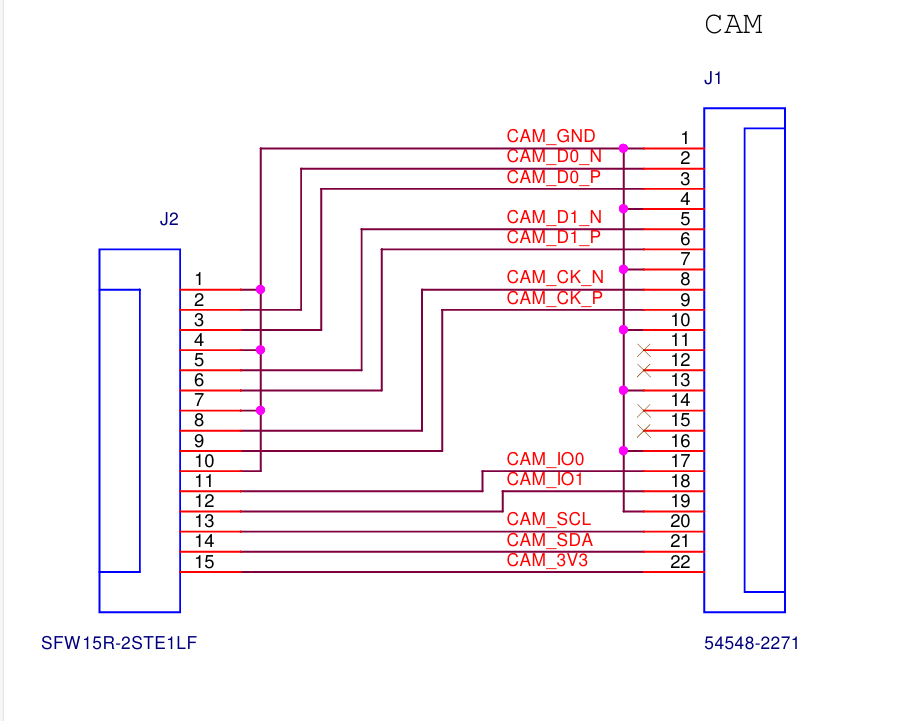 CAM
J1
CAM_GND
CAM_D0_N
CAM_D0_P
CAM_D1_N
CAM_D1_P
CAM_CK_N
CAM_CK_P
CAM_IO0
CAM_IO1
CAM_SCL
CAM_SDA
CAM_3V3
1
2
3
4
5
6
7
8
9
10
11
12
13
14
15
16
17
18
19
20
21
22
54548-2271
J2
1
2
3
4
5
6
7
8
9
10
11
12
13
14
15
SFW15R-2STE1LF